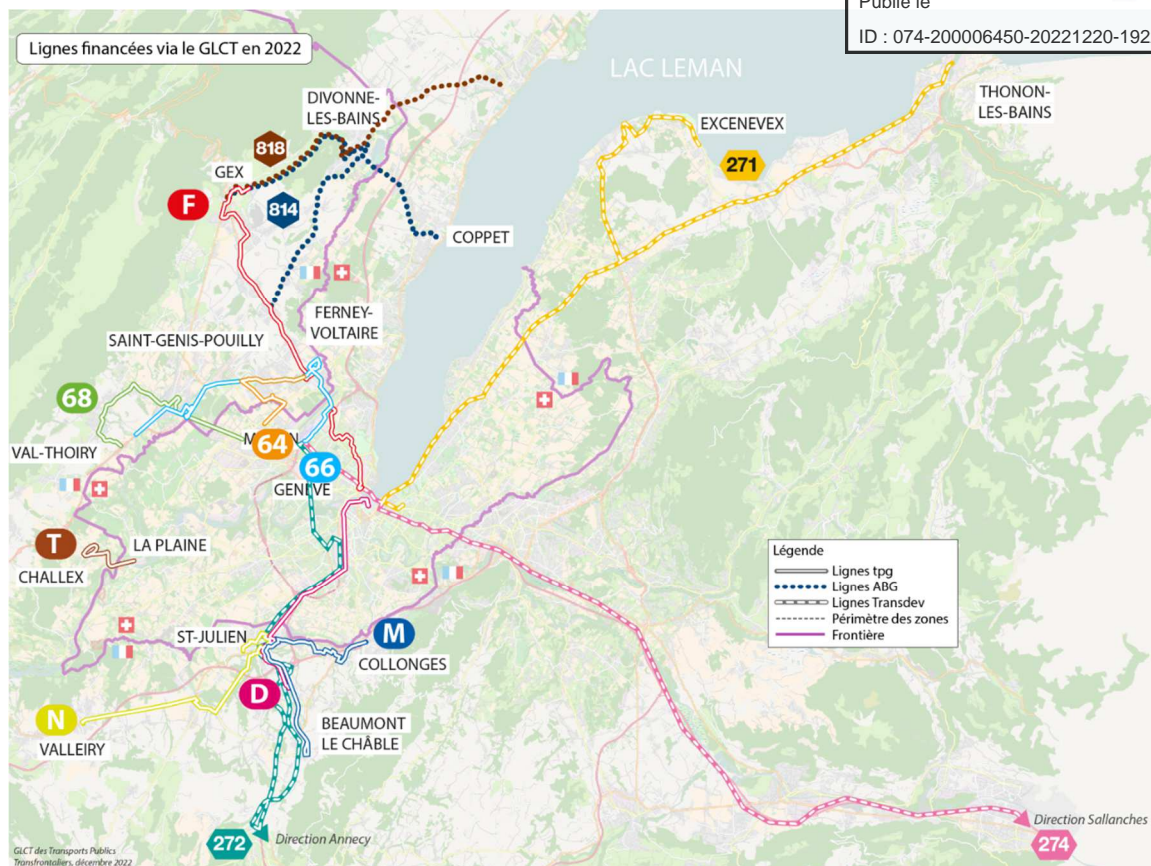 Publié le
ID : 074-200006450-20221220-192
Lignes financées via le GLCT en 2022
LAC LEMAN
DIVONNE-
LES-BAINS
THONON-
LES-BAINS
EXCENEVEX
818
271
GEX
F
814
COPPET
FERNEY-
VOLTAIRE
SAINT-GENIS-POUILLY
68
64
VAL-THOIRY
66
GENÈVE
T
LA PLAINE
CHALLEX
Légende
Lignes tpg
Lignes ABG
Lignes Transdev
Périmètre des zones
Frontière
ST-JULIEN
M
COLLONGES
D
N
BEAUMONT
LE CHÂBLE
VALLEIRY
Direction Sallanches
272
Direction Annecy
274
GLCT des Transports Publics
Transfrontaliers, décembre 2022